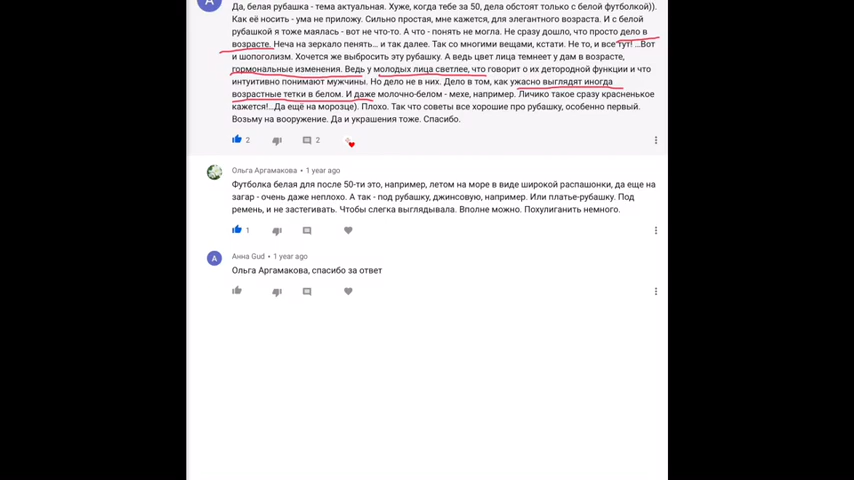 A
Да, белая рубашка - тема актуальная. Хуже, когда тебе за 50, дела обстоят только с белой футболкой)).
Как её носить - ума не приложу. Сильно простая, мне кажется, для элегантного возраста. И с белой
рубашкой я тоже маялась - вот не что-то. А что - понять не могла. Не сразу дошло, что просто дело в
возрасте. Неча на зеркало пенять... и так далее. Так со многими вещами, кстати. Не то, и все тут! ...Вот
и шопоголизм. Хочется же выбросить эту рубашку. А ведь цвет лица темнеет у дам в возрасте,
гормональные изменения. Ведь у молодых лица светлее, что говорит о их детородной функции и что
интуитивно понимают мужчины. Но дело не в них. Дело в том, как ужасно выглядят иногда
возрастные тетки в белом. И даже молочно-белом - мехе, например. Личико такое сразу красненькое
кажется!...Да ещё на морозце). Плохо. Так что советы все хорошие про рубашку, особенно первый.
Возьму на вооружение. Да и украшения тоже. Спасибо.
2 2
Ольга Аргамакова • 1 year ago
Футболка белая для после 50-ти это, например, летом на море в виде широкой распашонки, да еще на
загар - очень даже неплохо. А так - под рубашку, джинсовую, например. Или платье-рубашку. Под
ремень, и не застегивать. Чтобы слегка выглядывала. Вполне можно. Похулиганить немного.
1
A
Анна Gud • 1 year ago
Ольга Аргамакова, спасибо за ответ